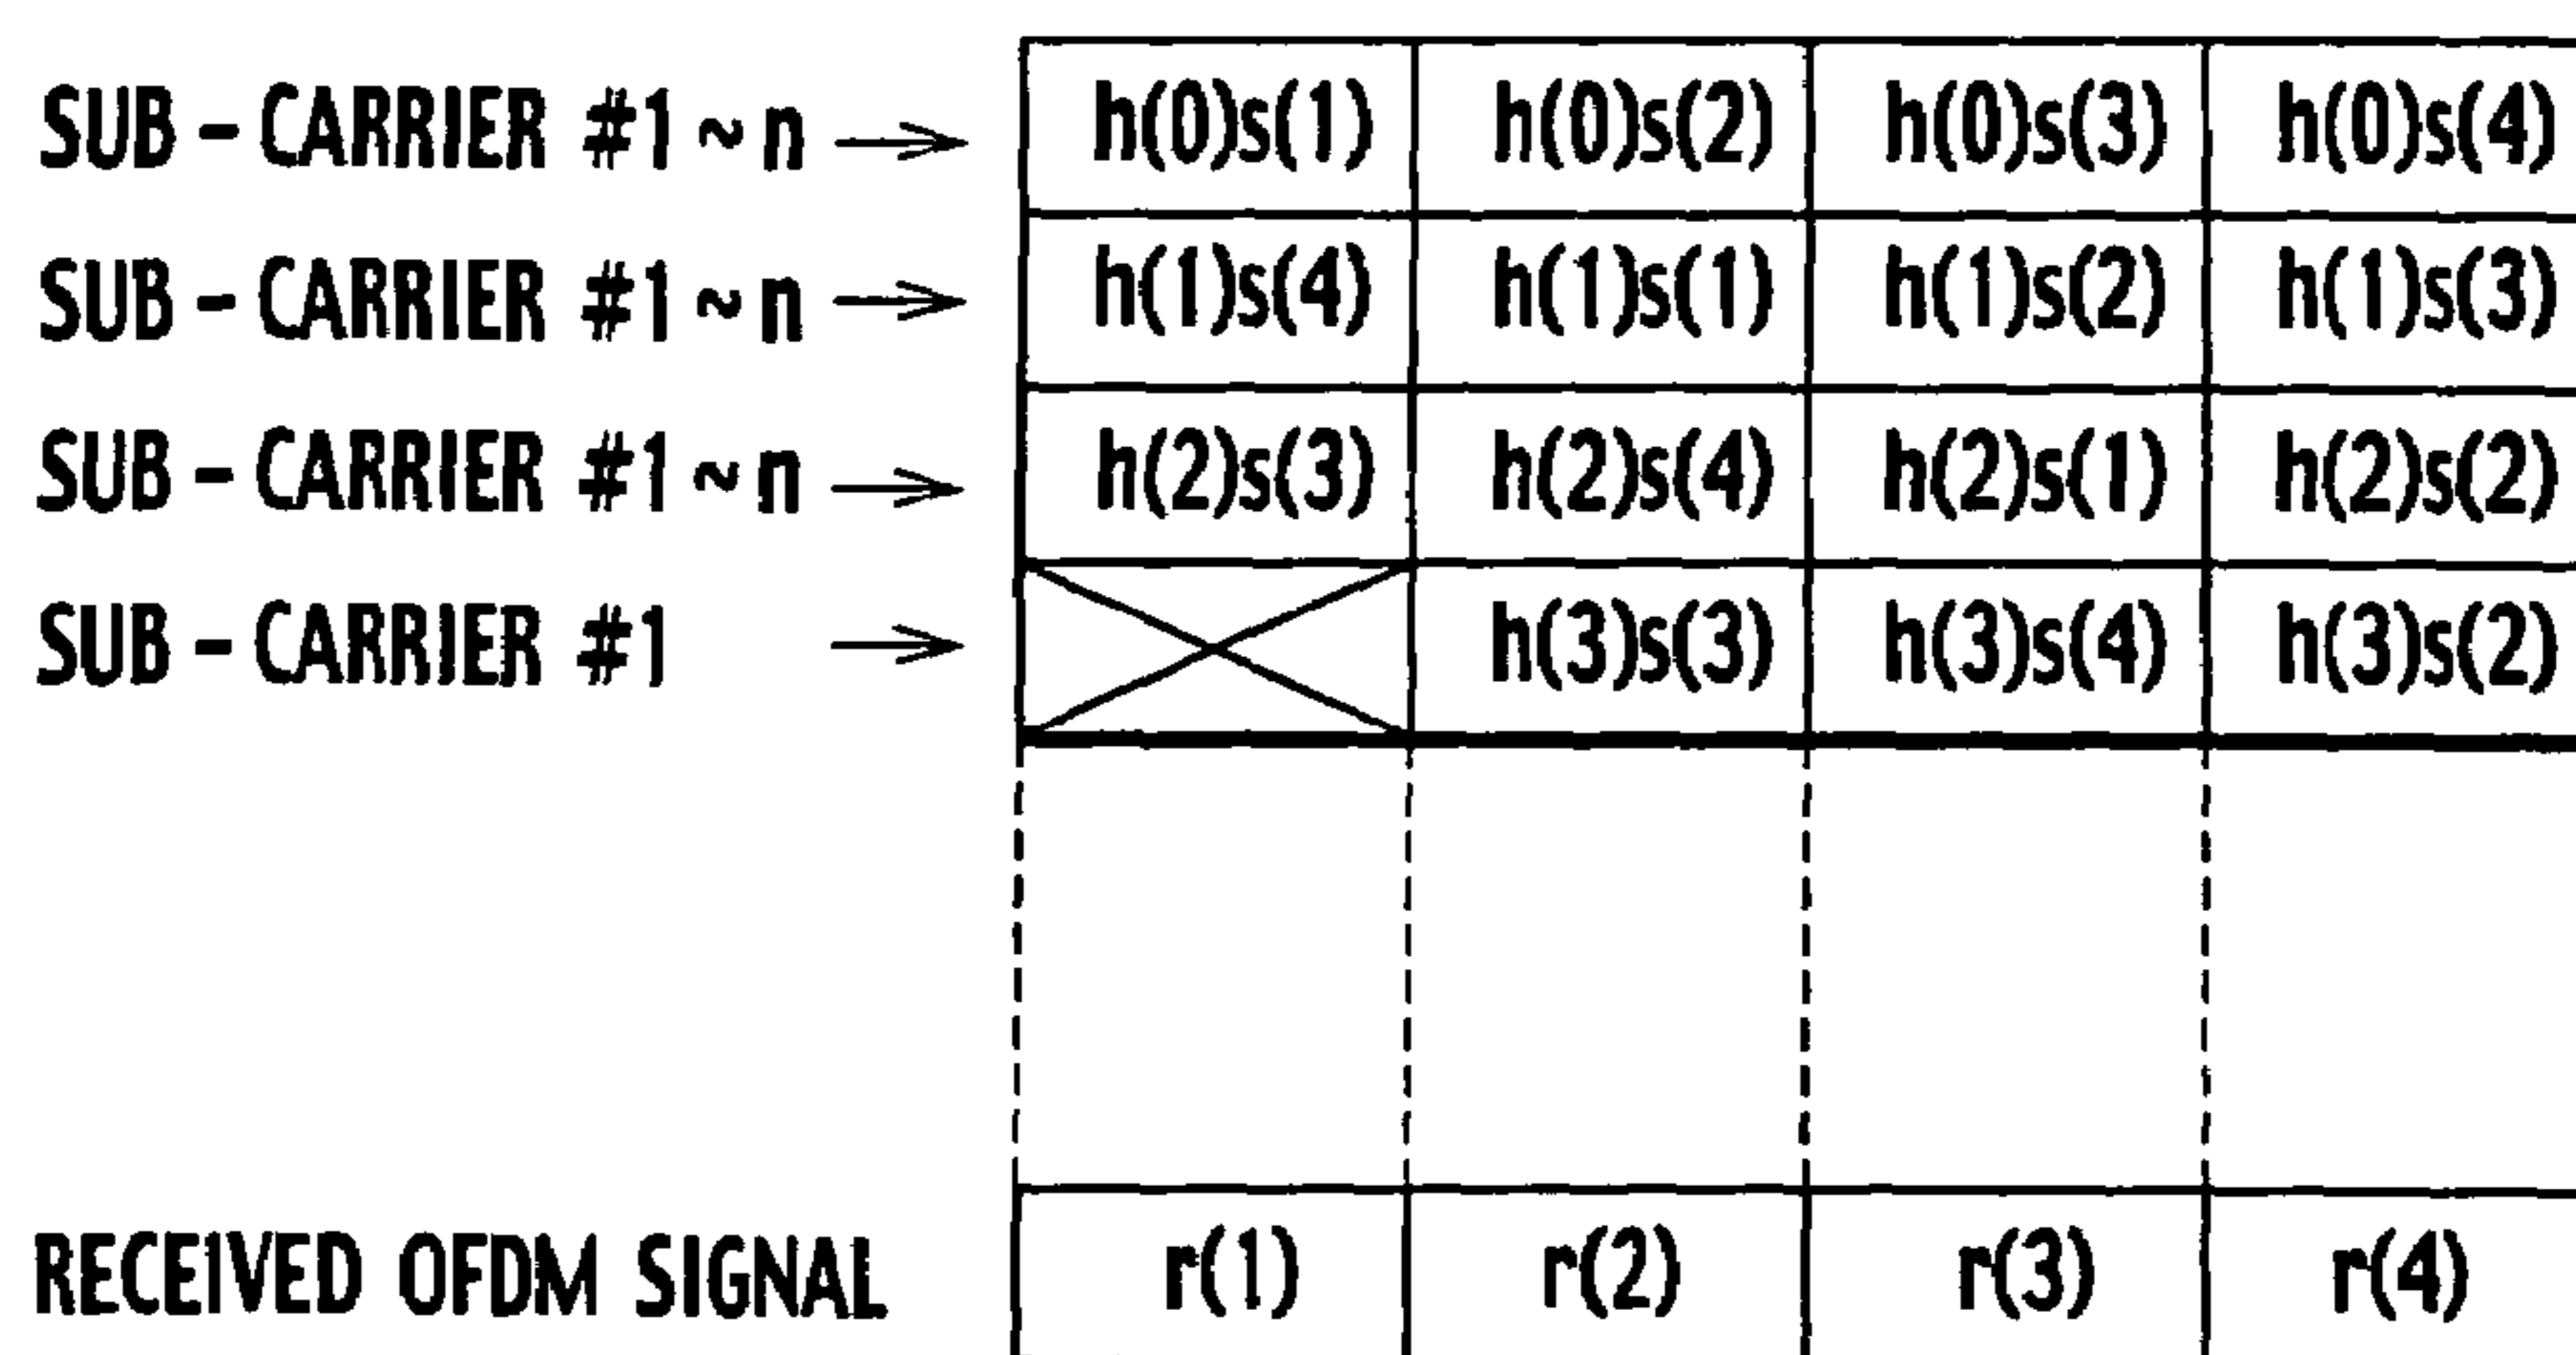 SUB - CARRIER #1 ~ n → h(0)s(1) h(0)s(2) h(0)s(3) h(0)s(4)
SUB - CARRIER #1 ~ n → h(1)s(4) h(1)s(1) h(1)s(2) h(1)s(3)
SUB - CARRIER #1 ~ n → h(2)s(3) h(2)s(4) h(2)s(1) h(2)s(2)
SUB - CARRIER #1 → h(3)s(3) h(3)s(4) h(3)s(2)
RECEIVED OFDM SIGNAL r(1) r(2) r(3) r(4)